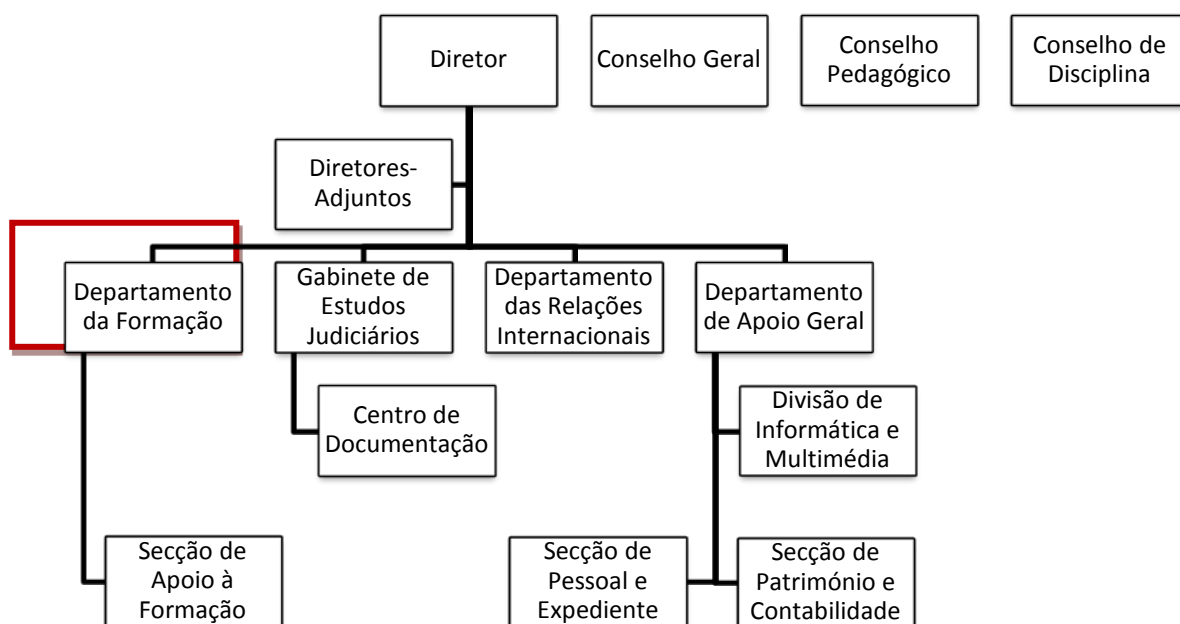 Diretor
Conselho Geral
Conselho
Pedagógico
Conselho de
Disciplina
Diretores-
Adjuntos
Departamento
da Formação
Gabinete de
Estudos
Judiciários
Departamento
das Relações
Internacionais
Departamento
de Apoio Geral
Centro de
Documentação
Divisão de
Informática e
Multimédia
Secção de
Apoio à
Formação
Secção de
Pessoal e
Expediente
Secção de
Património e
Contabilidade